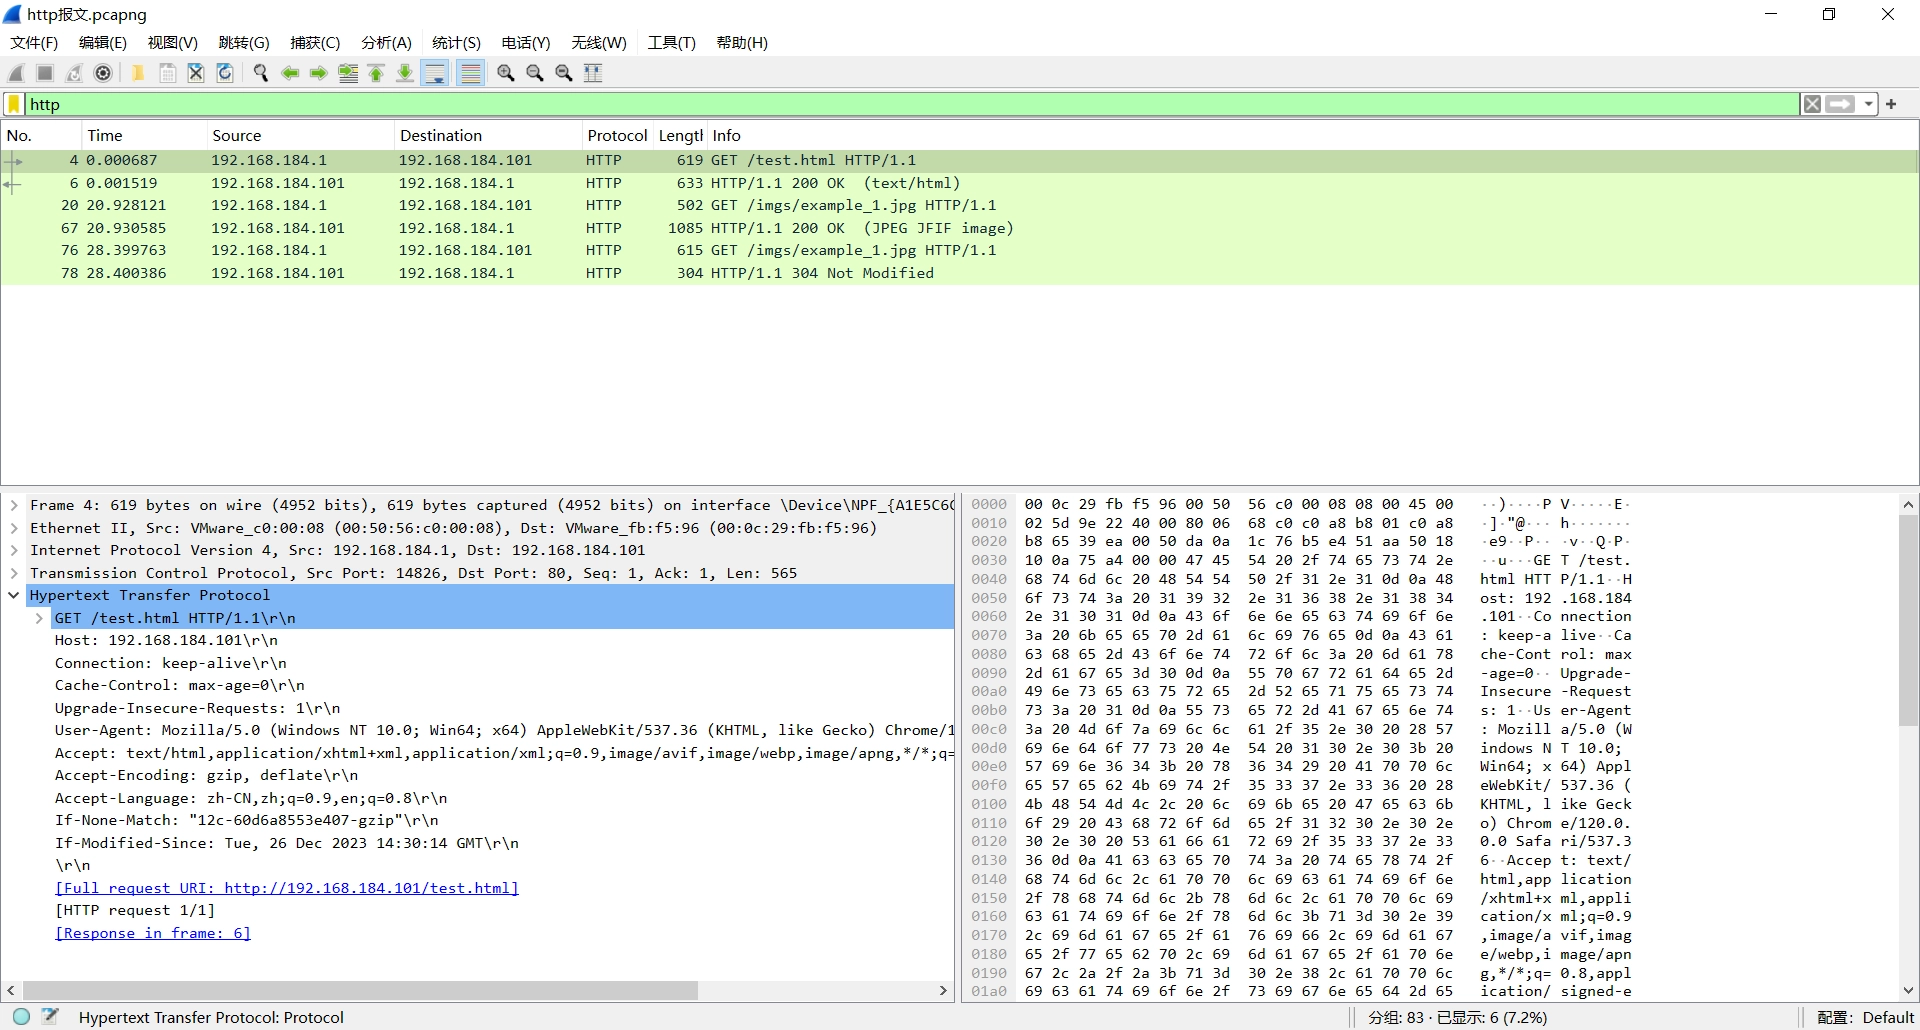 http报文.pcapng
文件(F) 编辑(E) 视图(V) 跳转(G) 捕获(C) 分析(A) 统计(S) 电话(Y) 无线(W) 工具(T) 帮助(H)
http
No. Time Source Destination Protocol Length Info
4 0.000687 192.168.184.1 192.168.184.101 HTTP 619 GET /test.html HTTP/1.1
6 0.001519 192.168.184.101 192.168.184.1 HTTP 633 HTTP/1.1 200 OK  (text/html)
20 20.928121 192.168.184.1 192.168.184.101 HTTP 502 GET /imgs/example_1.jpg HTTP/1.1
67 20.930585 192.168.184.101 192.168.184.1 HTTP 1085 HTTP/1.1 200 OK  (JPEG JFIF image)
76 28.399763 192.168.184.1 192.168.184.101 HTTP 615 GET /imgs/example_1.jpg HTTP/1.1
78 28.400386 192.168.184.101 192.168.184.1 HTTP 304 HTTP/1.1 304 Not Modified
Frame 4: 619 bytes on wire (4952 bits), 619 bytes captured (4952 bits) on interface \Device\NPF_{A1E5C6
Ethernet II, Src: VMware_c0:00:08 (00:50:56:c0:00:08), Dst: VMware_fb:f5:96 (00:0c:29:fb:f5:96)
Internet Protocol Version 4, Src: 192.168.184.1, Dst: 192.168.184.101
Transmission Control Protocol, Src Port: 14826, Dst Port: 80, Seq: 1, Ack: 1, Len: 565
Hypertext Transfer Protocol
GET /test.html HTTP/1.1\r\n
Host: 192.168.184.101\r\n
Connection: keep-alive\r\n
Cache-Control: max-age=0\r\n
Upgrade-Insecure-Requests: 1\r\n
User-Agent: Mozilla/5.0 (Windows NT 10.0; Win64; x64) AppleWebKit/537.36 (KHTML, like Gecko) Chrome/1
Accept: text/html,application/xhtml+xml,application/xml;q=0.9,image/avif,image/webp,image/apng,*/*;q=
Accept-Encoding: gzip, deflate\r\n
Accept-Language: zh-CN,zh;q=0.9,en;q=0.8\r\n
If-None-Match: "12c-60d6a8553e407-gzip"\r\n
If-Modified-Since: Tue, 26 Dec 2023 14:30:14 GMT\r\n
\r\n
[Full request URI: http://192.168.184.101/test.html]
[HTTP request 1/1]
[Response in frame: 6]
0000 00 0c 29 fb f5 96 00 50 56 c0 00 08 08 00 45 00 ··)····P V·····E·
0010 02 5d 9e 22 40 00 80 06 68 c0 c0 a8 b8 01 c0 a8 ·]·"@··· h·······
0020 b8 65 39 ea 00 50 da 0a 1c 76 b5 e4 51 aa 50 18 ·e9··P·· ·v··Q·P·
0030 10 0a 75 a4 00 00 47 45 54 20 2f 74 65 73 74 2e ··u···GE T /test.
0040 68 74 6d 6c 20 48 54 54 50 2f 31 2e 31 0d 0a 48 html HTT P/1.1··H
0050 6f 73 74 3a 20 31 39 32 2e 31 36 38 2e 31 38 34 ost: 192 .168.184
0060 2e 31 30 31 0d 0a 43 6f 6e 6e 65 63 74 69 6f 6e .101··Co nnection
0070 3a 20 6b 65 65 70 2d 61 6c 69 76 65 0d 0a 43 61 : keep-a live··Ca
0080 63 68 65 2d 43 6f 6e 74 72 6f 6c 3a 20 6d 61 78 che-Cont rol: max
0090 2d 61 67 65 3d 30 0d 0a 55 70 67 72 61 64 65 2d -age=0·· Upgrade-
00a0 49 6e 73 65 63 75 72 65 2d 52 65 71 75 65 73 74 Insecure -Request
00b0 73 3a 20 31 0d 0a 55 73 65 72 2d 41 67 65 6e 74 s: 1··Us er-Agent
00c0 3a 20 4d 6f 7a 69 6c 6c 61 2f 35 2e 30 20 28 57 : Mozill a/5.0 (W
00d0 69 6e 64 6f 77 73 20 4e 54 20 31 30 2e 30 3b 20 indows N T 10.0;
00e0 57 69 6e 36 34 3b 20 78 36 34 29 20 41 70 70 6c Win64; x 64) Appl
00f0 65 57 65 62 4b 69 74 2f 35 33 37 2e 33 36 20 28 eWebKit/ 537.36 (
0100 4b 48 54 4d 4c 2c 20 6c 69 6b 65 20 47 65 63 6b KHTML, l ike Geck
0110 6f 29 20 43 68 72 6f 6d 65 2f 31 32 30 2e 30 2e o) Chrom e/120.0.
0120 30 2e 30 20 53 61 66 61 72 69 2f 35 33 37 2e 33 0.0 Safa ri/537.3
0130 36 0d 0a 41 63 63 65 70 74 3a 20 74 65 78 74 2f 6··Accep t: text/
0140 68 74 6d 6c 2c 61 70 70 6c 69 63 61 74 69 6f 6e html,app lication
0150 2f 78 68 74 6d 6c 2b 78 6d 6c 2c 61 70 70 6c 69 /xhtml+x ml,appli
0160 63 61 74 69 6f 6e 2f 78 6d 6c 3b 71 3d 30 2e 39 cation/x ml;q=0.9
0170 2c 69 6d 61 67 65 2f 61 76 69 66 2c 69 6d 61 67 ,image/a vif,imag
0180 65 2f 77 65 62 70 2c 69 6d 61 67 65 2f 61 70 6e e/webp,i mage/apn
0190 67 2c 2a 2f 2a 3b 71 3d 30 2e 38 2c 61 70 70 6c g,*/*;q= 0.8,appl
01a0 69 63 61 74 69 6f 6e 2f 73 69 67 6e 65 64 2d 65 ication/ signed-e
Hypertext Transfer Protocol: Protocol
分组: 83 · 已显示: 6 (7.2%)
配置: Default